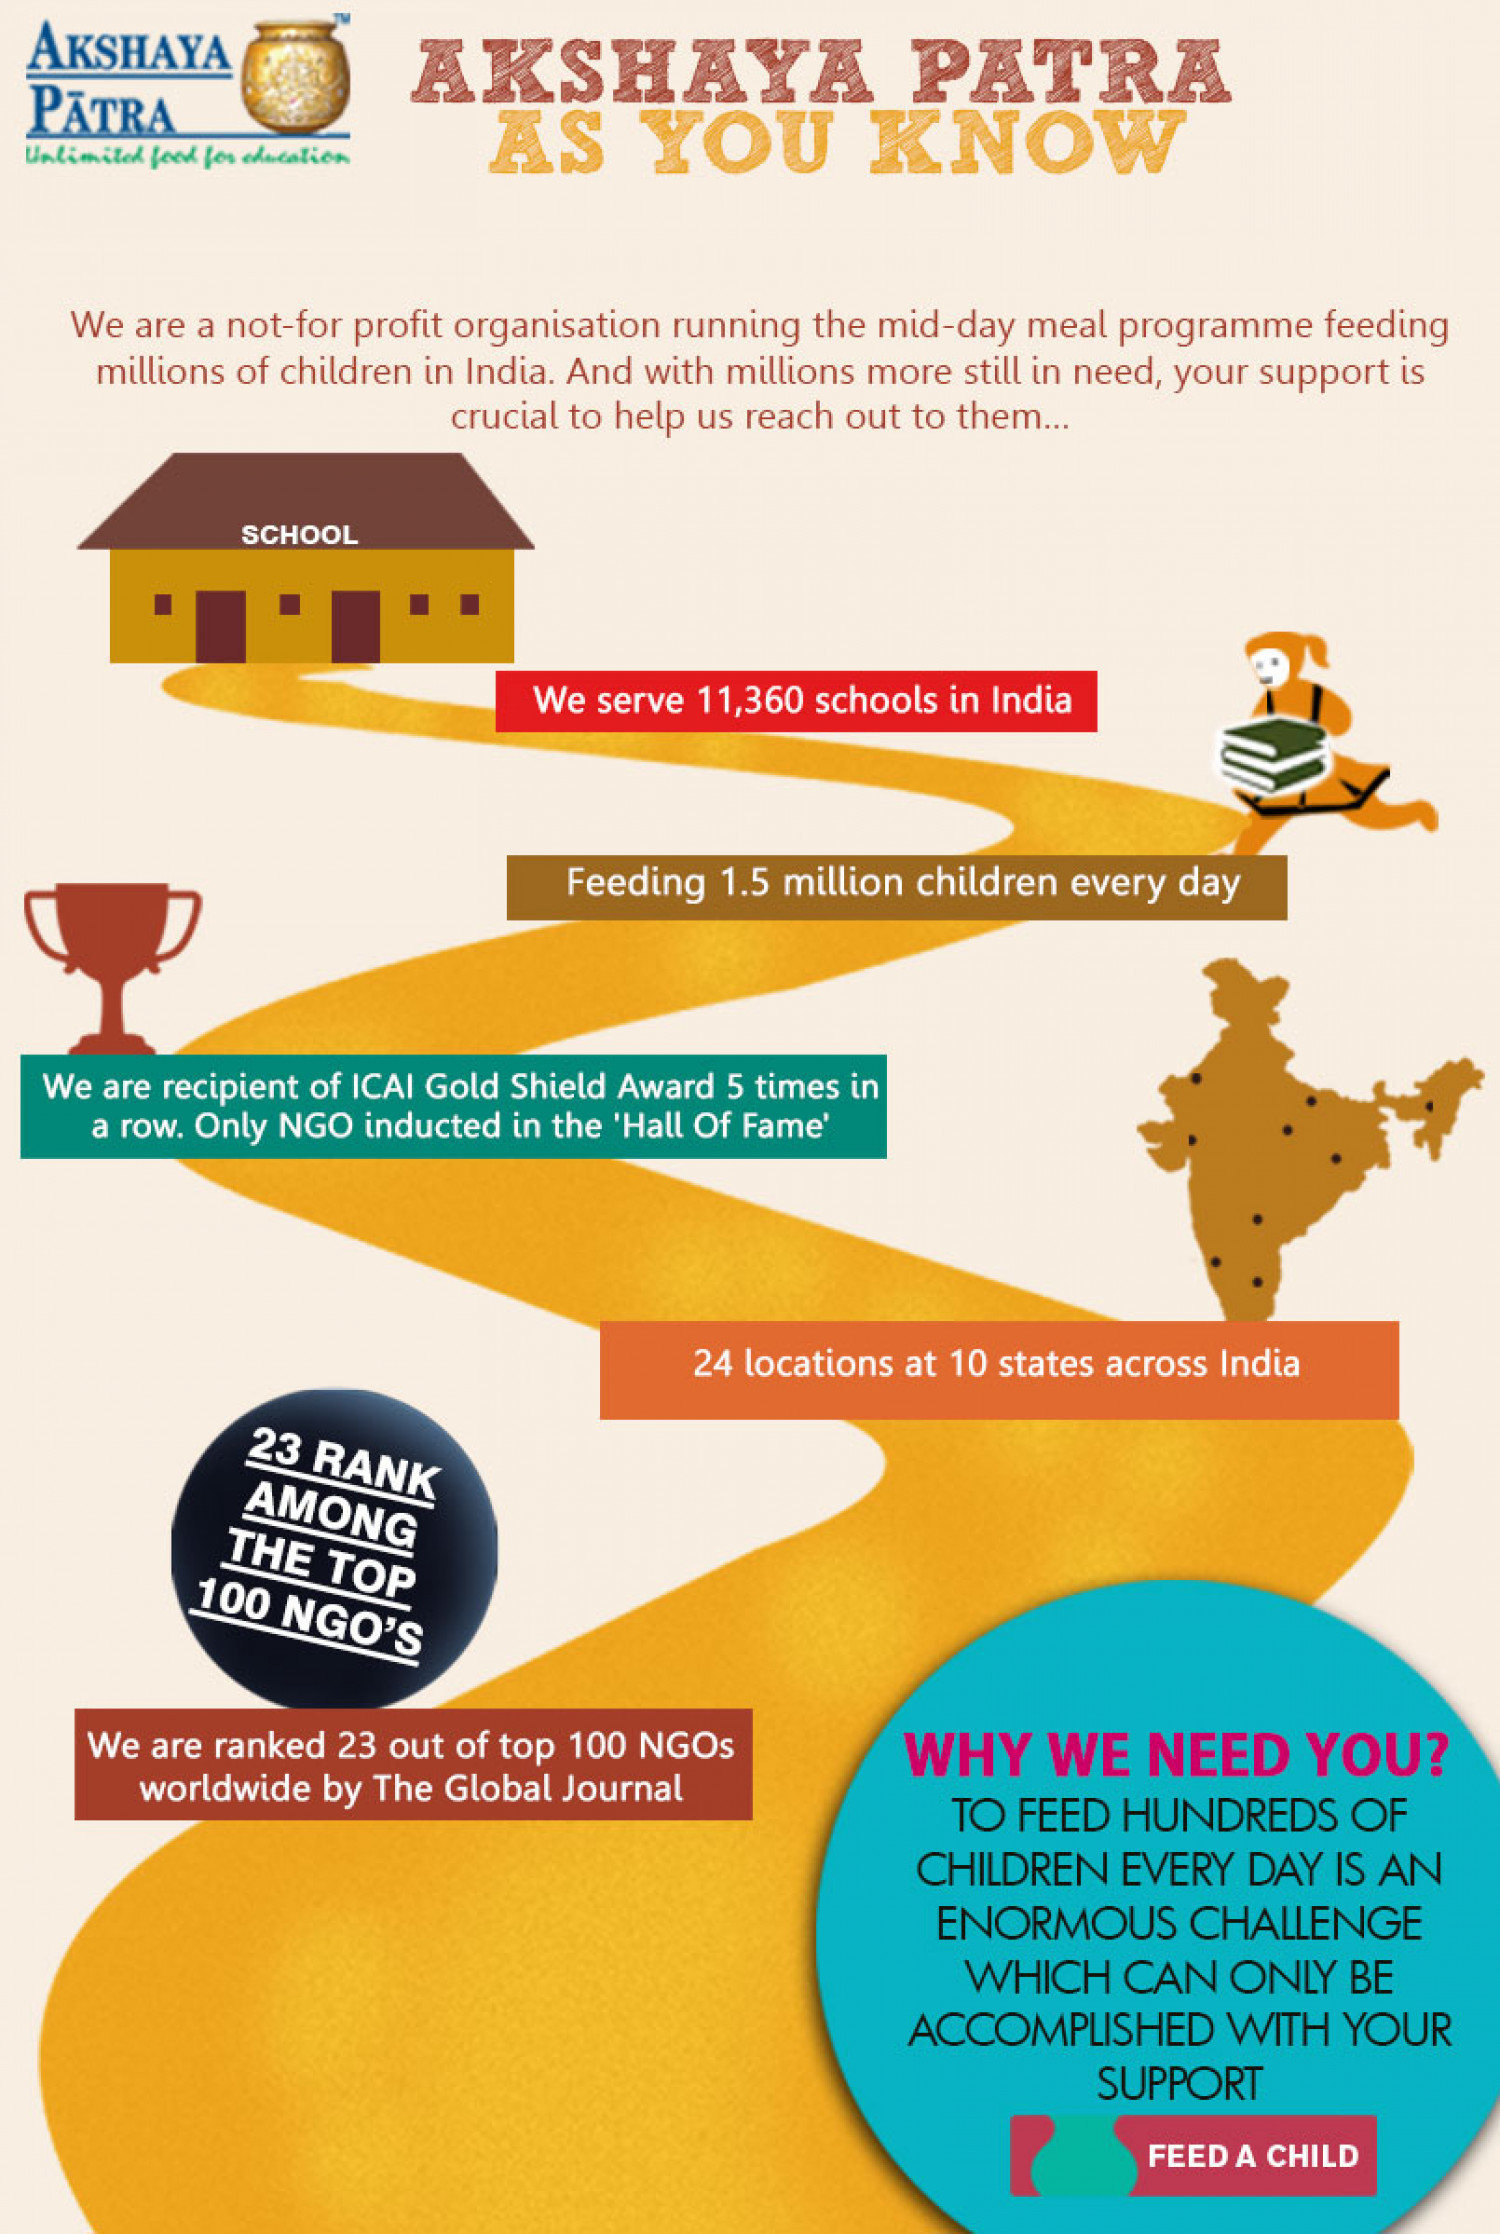 AKSHAYA
PĀTRA
TM
Unlimited food for education
AKSHAYA PATRA
AS YOU KNOW
We are a not-for profit organisation running the mid-day meal programme feeding
millions of children in India. And with millions more still in need, your support is
crucial to help us reach out to them...
SCHOOL
We serve 11,360 schools in India
Feeding 1.5 million children every day
We are recipient of ICAI Gold Shield Award 5 times in
a row. Only NGO inducted in the 'Hall Of Fame'
24 locations at 10 states across India
23 RANK
AMONG
THE TOP
100 NGO'S
We are ranked 23 out of top 100 NGOs
worldwide by The Global Journal
WHY WE NEED YOU?
TO FEED HUNDREDS OF
CHILDREN EVERY DAY IS AN
ENORMOUS CHALLENGE
WHICH CAN ONLY BE
ACCOMPLISHED WITH YOUR
SUPPORT
FEED A CHILD